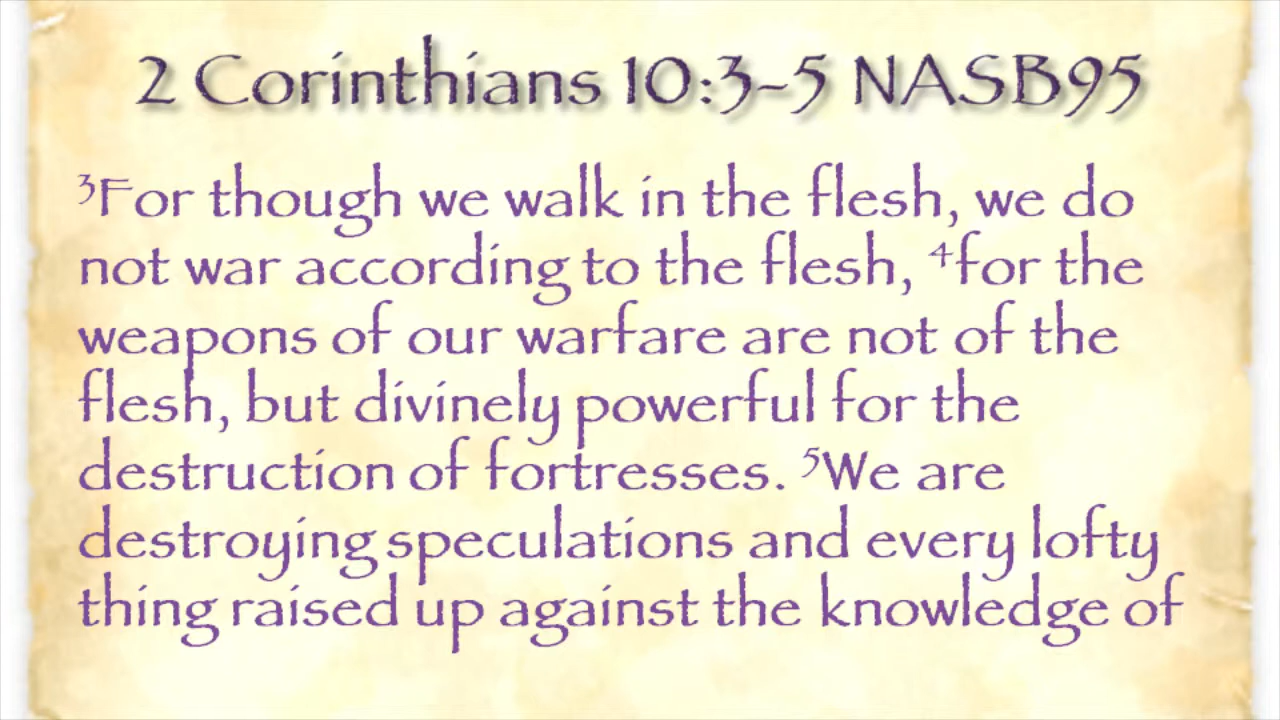 2 Corinthians 10:3-5 NASB95
³For though we walk in the flesh, we do
not war according to the flesh, ⁴for the
weapons of our warfare are not of the
flesh, but divinely powerful for the
destruction of fortresses. ⁵We are
destroying speculations and every lofty
thing raised up against the knowledge of